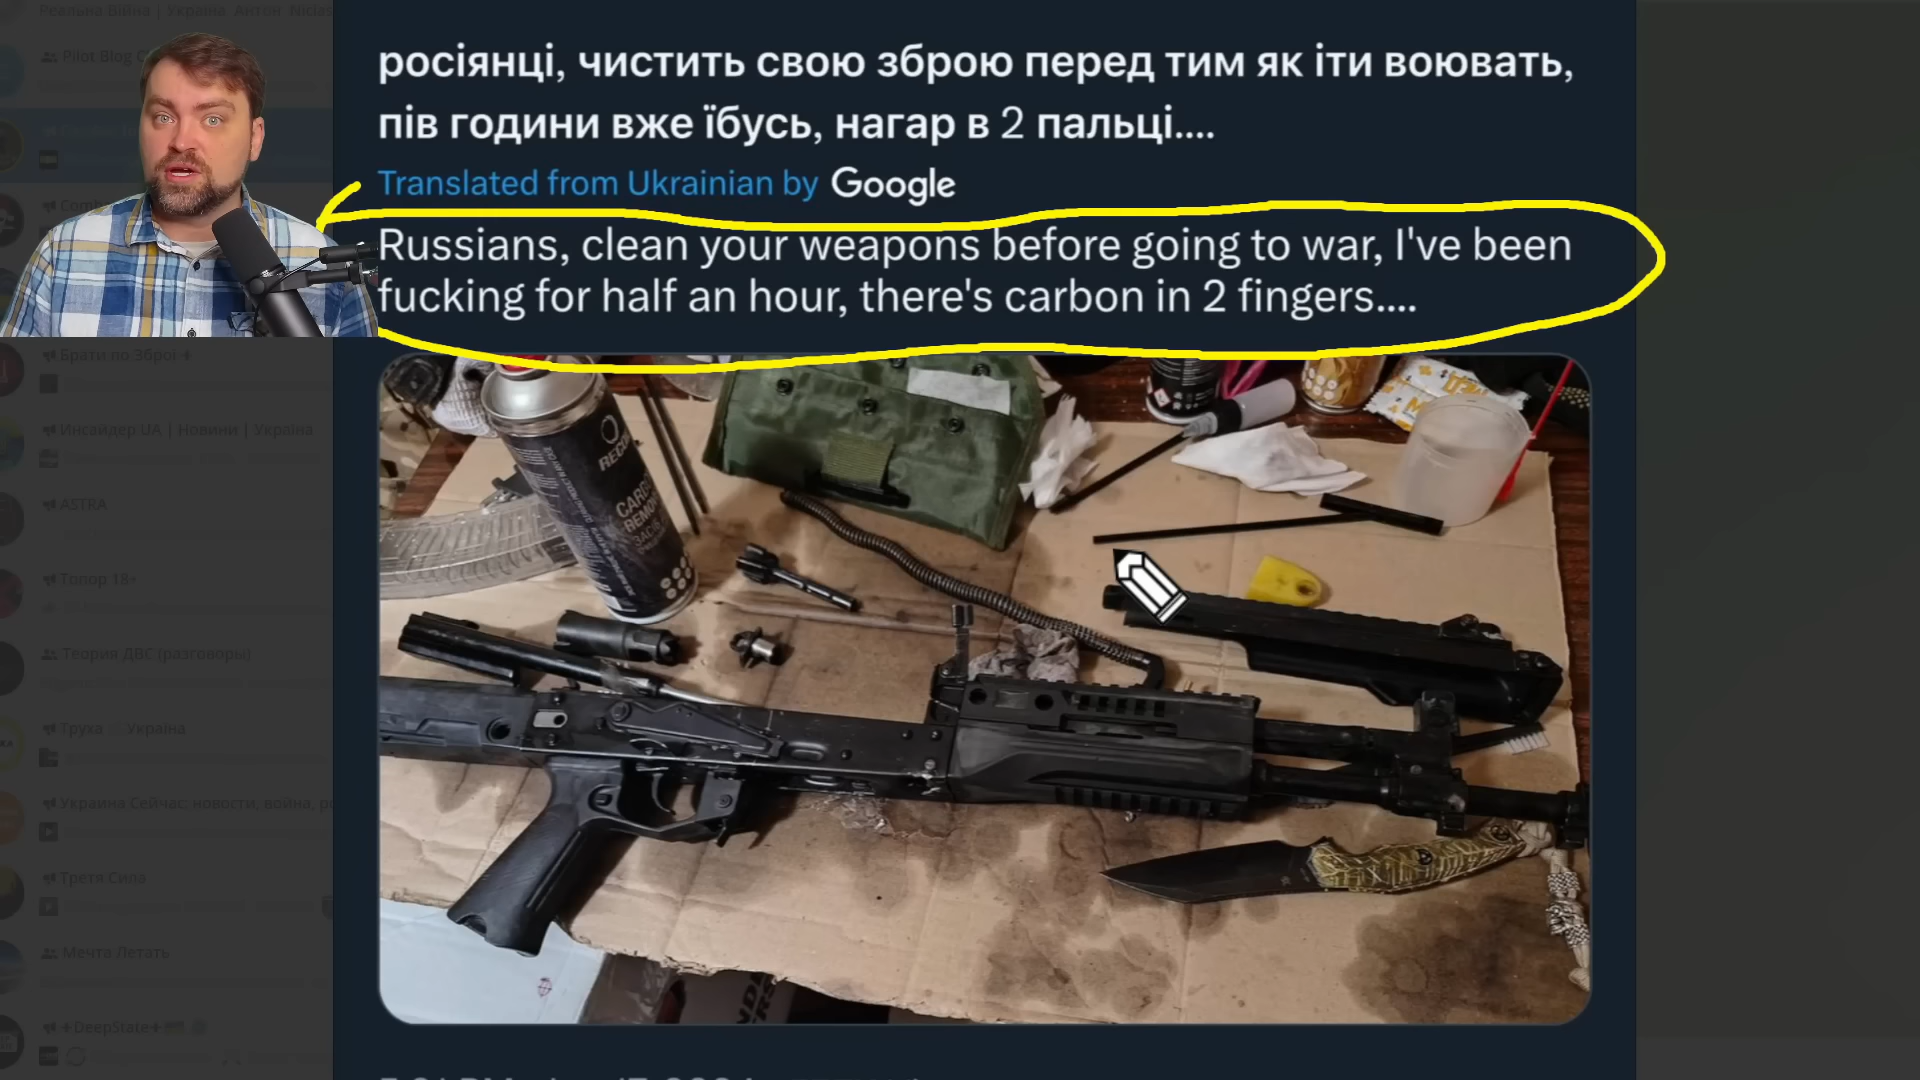 Реальна Війна | Україна
Pilot Blog
росіянці, чистить свою зброю перед тим як іти воювать,
пів години вже їбусь, нагар в 2 пальці....
Translated from Ukrainian by Google
Russians, clean your weapons before going to war, I've been
fucking for half an hour, there's carbon in 2 fingers....
Брати по Зброї
Инсайдер UA | Новини | Україна
ASTRA
Топор 18+
Теория ДВС (разговоры)
Труха Україна
Украина Сейчас: новости, война,
Третя Сила
Мечта Летать
DeepState